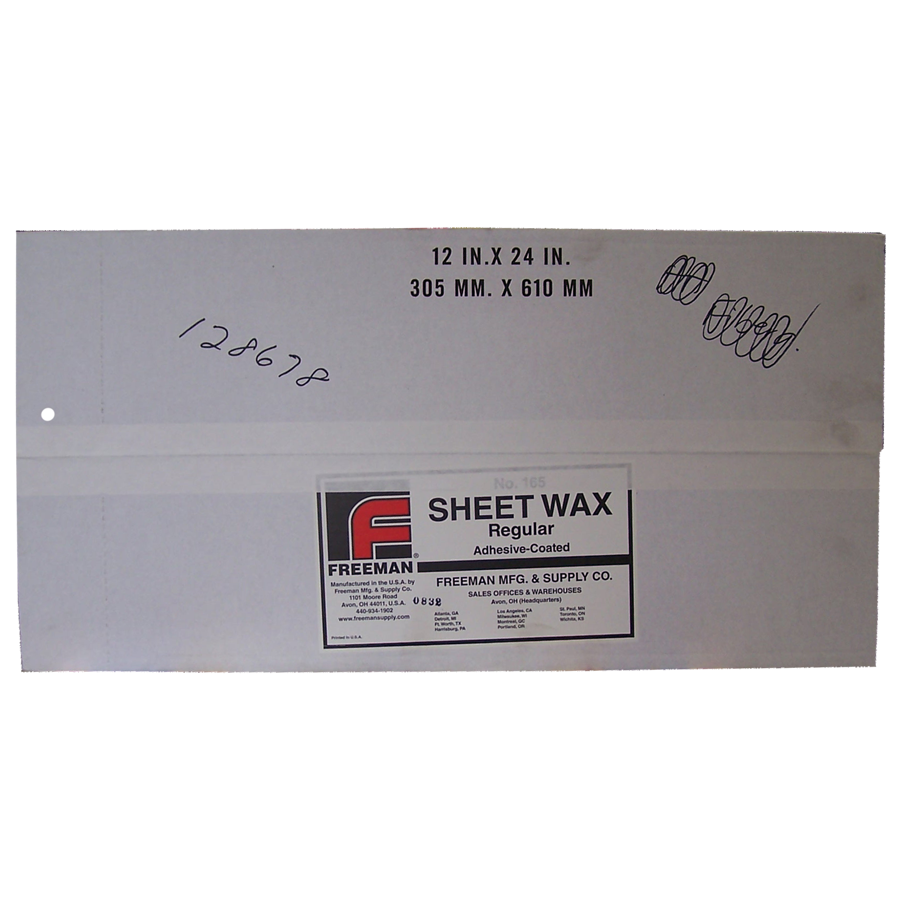 12 IN.X 24 IN.
305 MM. X 610 MM
128678
No. 165
SHEET WAX
Regular
Adhesive-Coated
F
FREEMAN®
Manufactured in the U.S.A. by
Freeman Mfg. & Supply Co.
1101 Moore Road
Avon, OH 44011, U.S.A.
440-934-1902
www.freemansupply.com
Printed in U.S.A.
0832
FREEMAN MFG. & SUPPLY CO.
SALES OFFICES & WAREHOUSES
Avon, OH (Headquarters)
Atlanta, GA
Detroit, MI
Ft. Worth, TX
Harrisburg, PA
Los Angeles, CA
Milwaukee, WI
Montreal, QC
Portland, OR
St. Paul, MN
Toronto, ON
Wichita, KS